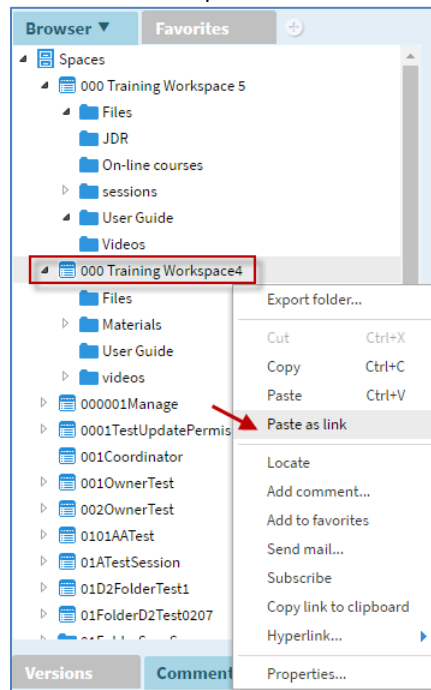 Browser ▼ Favorites
Spaces
000 Training Workspace 5
Files
JDR
On-line courses
sessions
User Guide
Videos
000 Training Workspace4
Files
Materials
User Guide
videos
000001Manage
0001TestUpdatePermis
001Coordinator
001OwnerTest
002OwnerTest
0101AATest
01ATestSession
01D2FolderTest1
01FolderD2Test0207
Export folder...
Cut Ctrl+X
Copy Ctrl+C
Paste Ctrl+V
Paste as link
Locate
Add comment...
Add to favorites
Send mail...
Subscribe
Copy link to clipboard
Hyperlink...
Properties...
Versions Comment